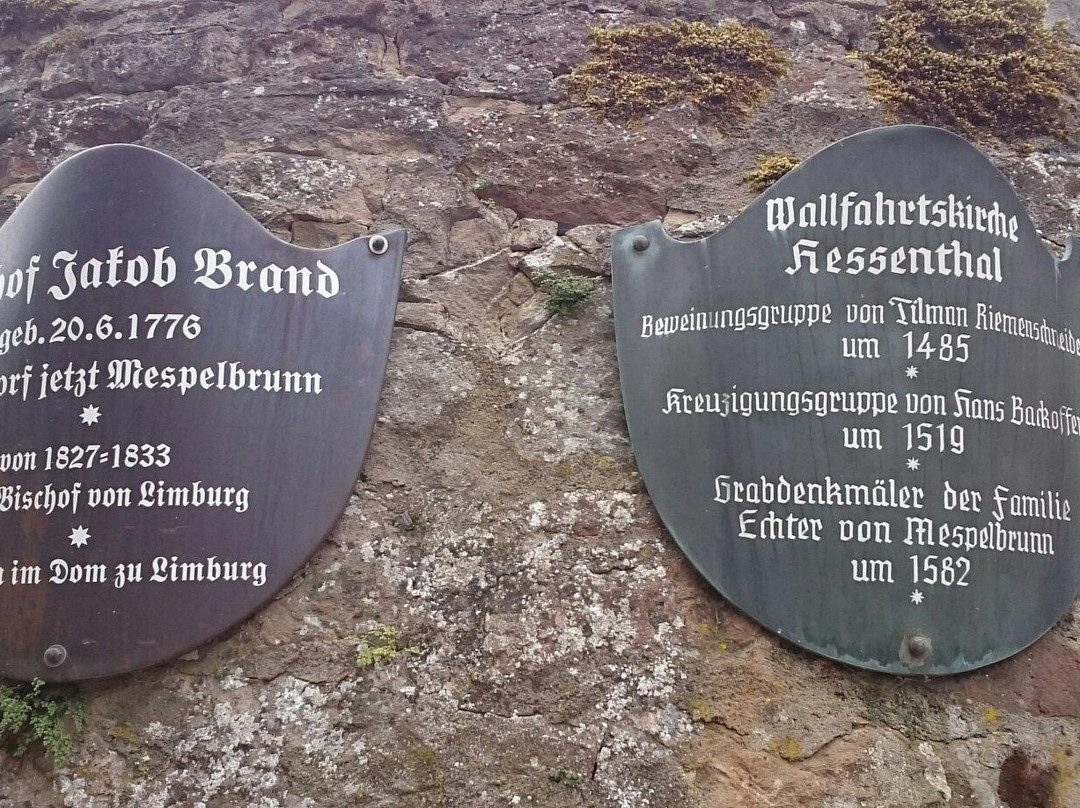 hof Jakob Brand
geb. 20.6.1776
orf jetzt Mespelbrunn
von 1827=1833
Bischof von Limburg
im Dom zu Limburg
Wallfahrtskirche
Hessenthal
Beweinungsgruppe von Tilman Riemenschneide
um 1485
Kreuzigungsgruppe von Hans Backoffen
um 1519
Grabdenkmäler der Familie
Echter von Mespelbrunn
um 1582